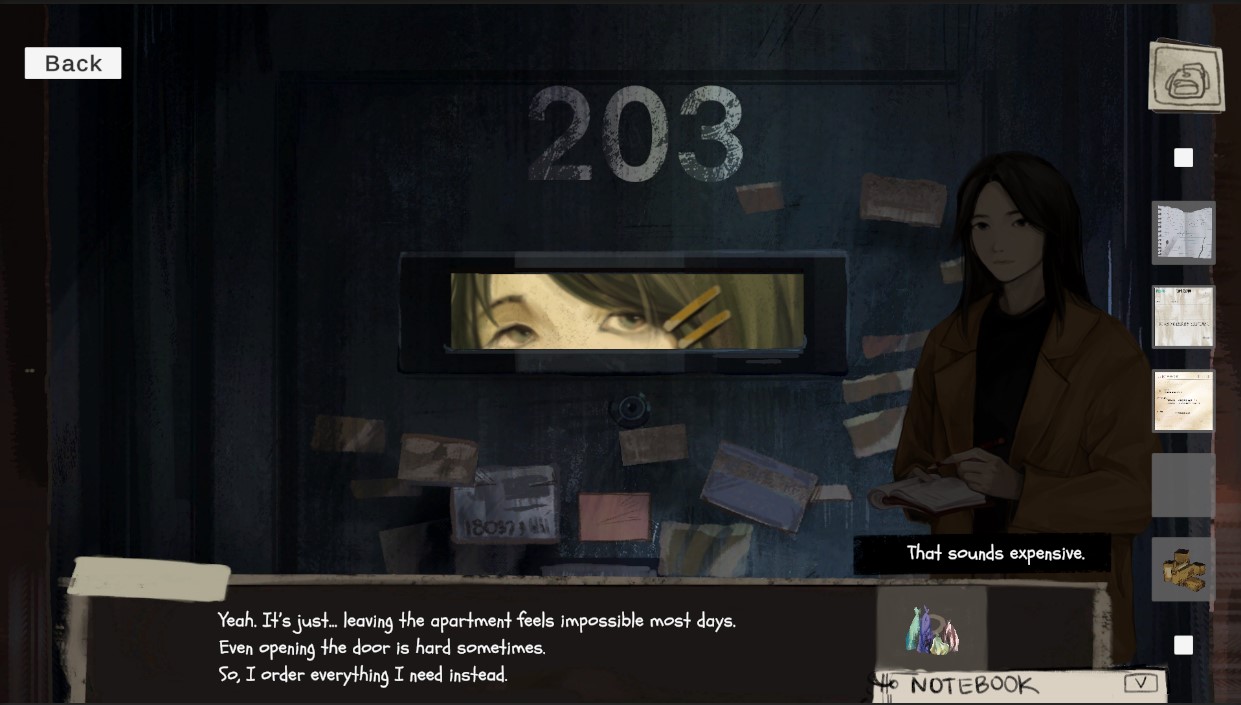 Back
203
180371
That sounds expensive.
Yeah. It's just... leaving the apartment feels impossible most days.
Even opening the door is hard sometimes.
So, I order everything I need instead.
NOTEBOOK